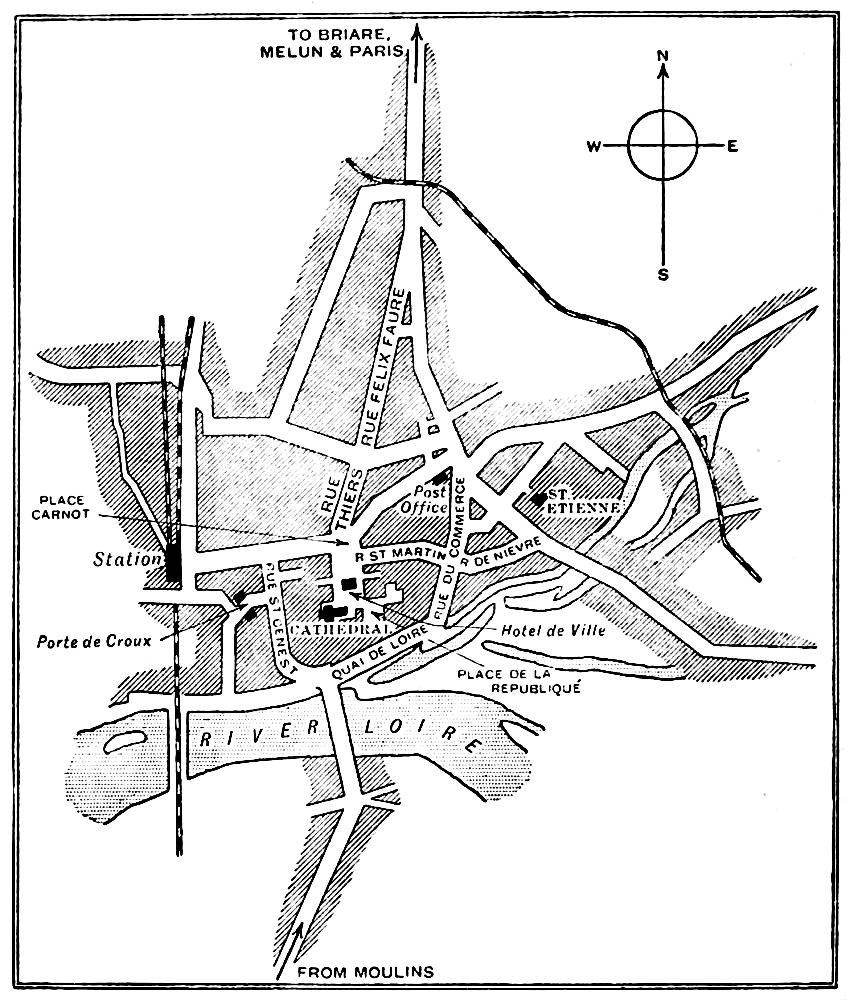 TO BRIARE,
MELUN & PARIS
N
W
E
S
RUE FELIX FAURE
RUE
THIERS
PLACE
CARNOT
Post
Office
ST.
ETIENNE
RUE DU COMMERCE
Station
R ST MARTIN
R DE NIEVRE
RUE ST GENEST
Porte de Croux
CATHEDRAL
Hotel de Ville
QUAI DE LOIRE
PLACE DE LA
REPUBLIQUÉ
RIVER LOIRE
FROM MOULINS